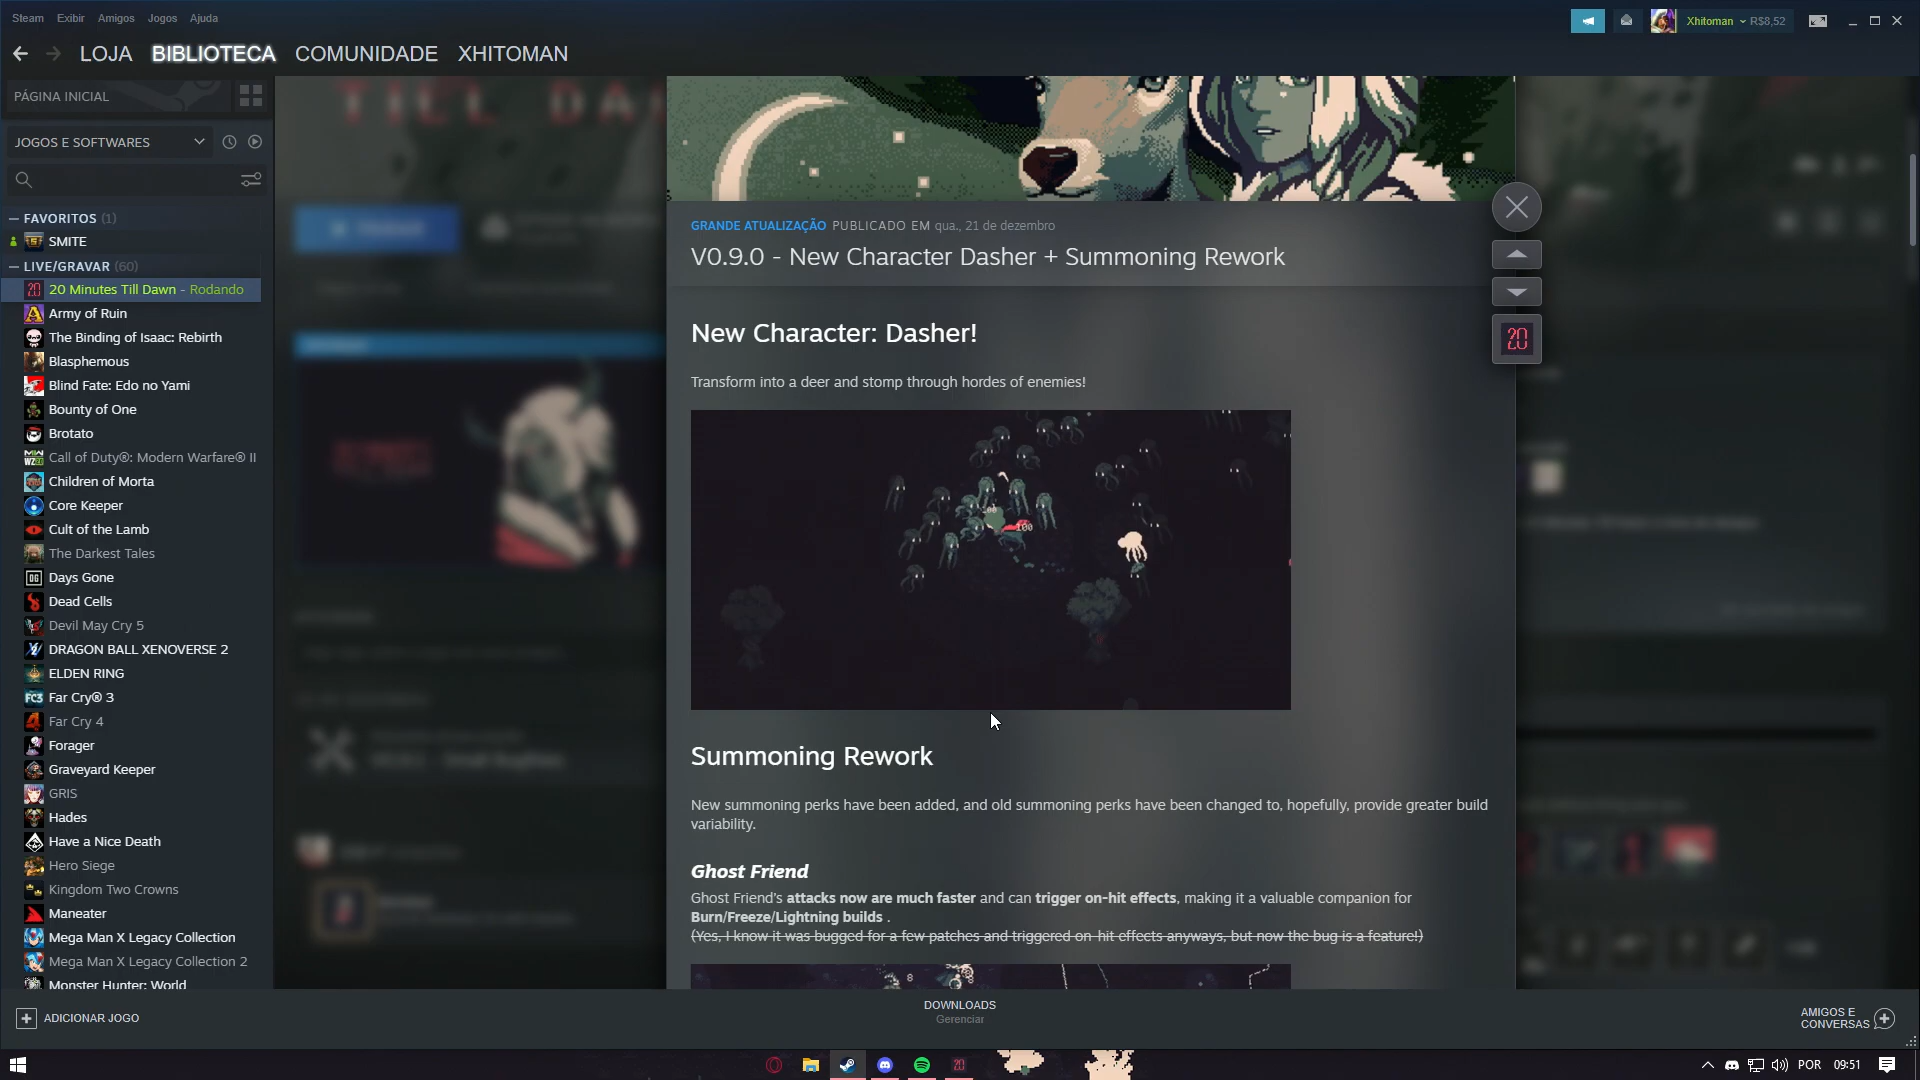 Steam Exibir Amigos Jogos Ajuda
Xhitoman R$8,52
LOJA BIBLIOTECA COMUNIDADE XHITOMAN
PÁGINA INICIAL
JOGOS E SOFTWARES
FAVORITOS (1)
SMITE
LIVE/GRAVAR (60)
20 Minutes Till Dawn - Rodando
Army of Ruin
The Binding of Isaac: Rebirth
Blasphemous
Blind Fate: Edo no Yami
Bounty of One
Brotato
Call of Duty®: Modern Warfare® II
Children of Morta
Core Keeper
Cult of the Lamb
The Darkest Tales
Days Gone
Dead Cells
Devil May Cry 5
DRAGON BALL XENOVERSE 2
ELDEN RING
Far Cry® 3
Far Cry 4
Forager
Graveyard Keeper
GRIS
Hades
Have a Nice Death
Hero Siege
Kingdom Two Crowns
Maneater
Mega Man X Legacy Collection
Mega Man X Legacy Collection 2
Monster Hunter: World
TILL DA
GRANDE ATUALIZAÇÃO PUBLICADO EM qua., 21 de dezembro
V0.9.0 - New Character Dasher + Summoning Rework
20
New Character: Dasher!
Transform into a deer and stomp through hordes of enemies!
100
100
Summoning Rework
New summoning perks have been added, and old summoning perks have been changed to, hopefully, provide greater build
variability.
Ghost Friend
Ghost Friend's attacks now are much faster and can trigger on-hit effects, making it a valuable companion for
Burn/Freeze/Lightning builds .
(Yes, I know it was bugged for a few patches and triggered on-hit effects anyways, but now the bug is a feature!)
8
ADICIONAR JOGO
DOWNLOADS
Gerenciar
AMIGOS E
CONVERSAS
POR 09:51